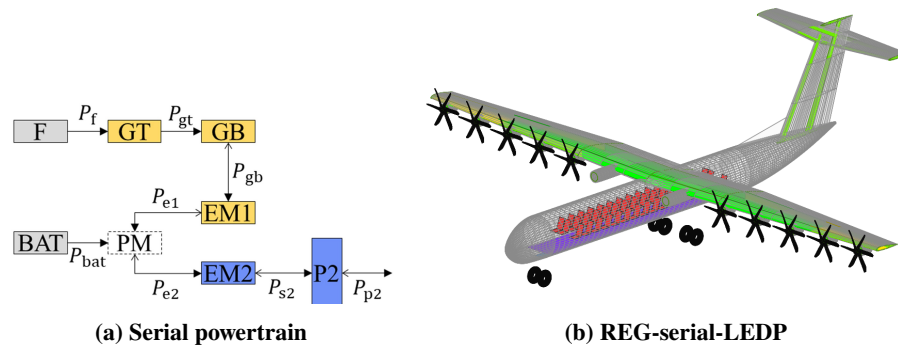 P_f
P_gt
F
GT
GB
P_gb
P_e1
EM1
BAT
PM
P_bat
EM2
P2
P_e2
P_s2
P_p2
(a) Serial powertrain
(b) REG-serial-LEDP